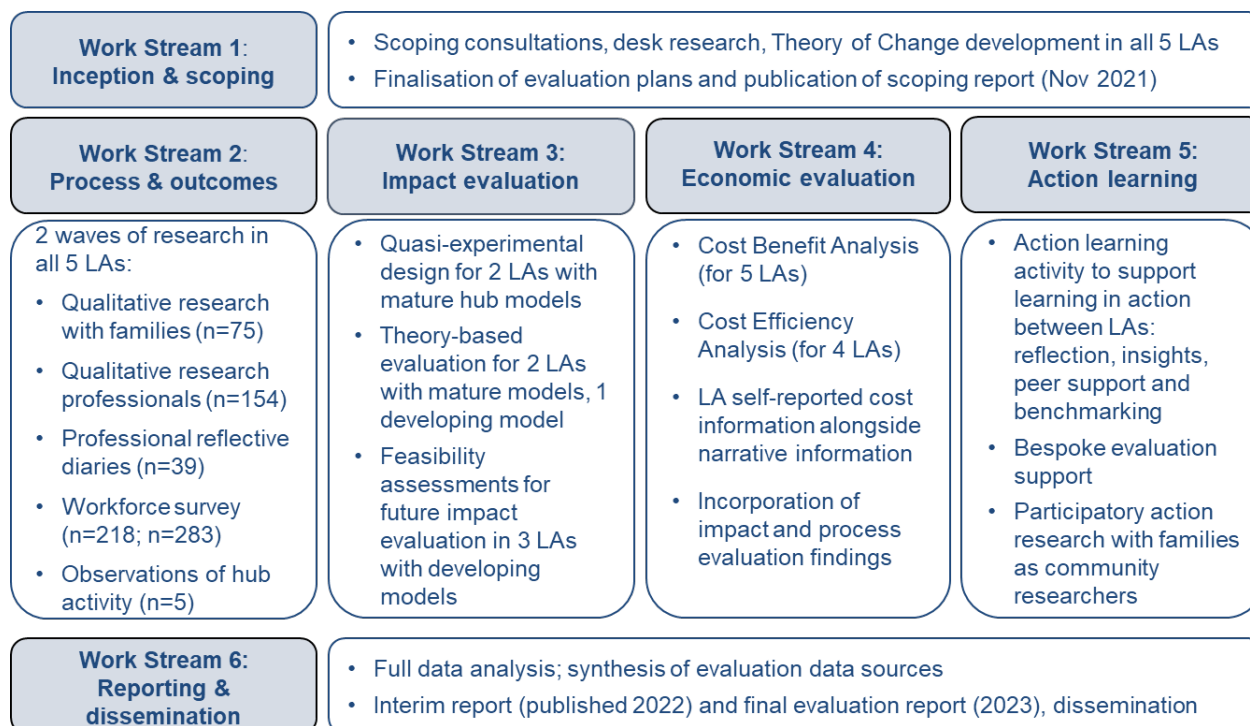 Work Stream 1:
Inception & scoping
• Scoping consultations, desk research, Theory of Change development in all 5 LAs
• Finalisation of evaluation plans and publication of scoping report (Nov 2021)
Work Stream 2:
Process & outcomes
2 waves of research in
all 5 LAs:
• Qualitative research
with families (n=75)
• Qualitative research
professionals (n=154)
• Professional reflective
diaries (n=39)
• Workforce survey
(n=218; n=283)
• Observations of hub
activity (n=5)
Work Stream 3:
Impact evaluation
• Quasi-experimental
design for 2 LAs with
mature hub models
• Theory-based
evaluation for 2 LAs
with mature models, 1
developing model
• Feasibility
assessments for
future impact
evaluation in 3 LAs
with developing
models
Work Stream 4:
Economic evaluation
• Cost Benefit Analysis
(for 5 LAs)
• Cost Efficiency
Analysis (for 4 LAs)
• LA self-reported cost
information alongside
narrative information
• Incorporation of
impact and process
evaluation findings
Work Stream 5:
Action learning
• Action learning
activity to support
learning in action
between LAs:
reflection, insights,
peer support and
benchmarking
• Bespoke evaluation
support
• Participatory action
research with families
as community
researchers
Work Stream 6:
Reporting &
dissemination
• Full data analysis; synthesis of evaluation data sources
• Interim report (published 2022) and final evaluation report (2023), dissemination